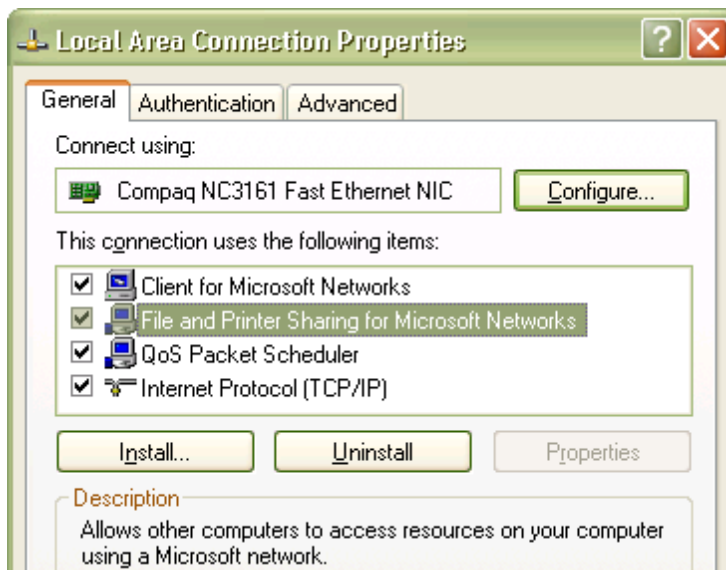 Local Area Connection Properties
General Authentication Advanced
Connect using:
Compaq NC3161 Fast Ethernet NIC Configure...
This connection uses the following items:
Client for Microsoft Networks
File and Printer Sharing for Microsoft Networks
QoS Packet Scheduler
Internet Protocol (TCP/IP)
Install... Uninstall Properties
Description
Allows other computers to access resources on your computer
using a Microsoft network.